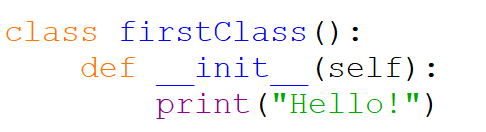 class firstClass():
    def __init__(self):
        print("Hello!")